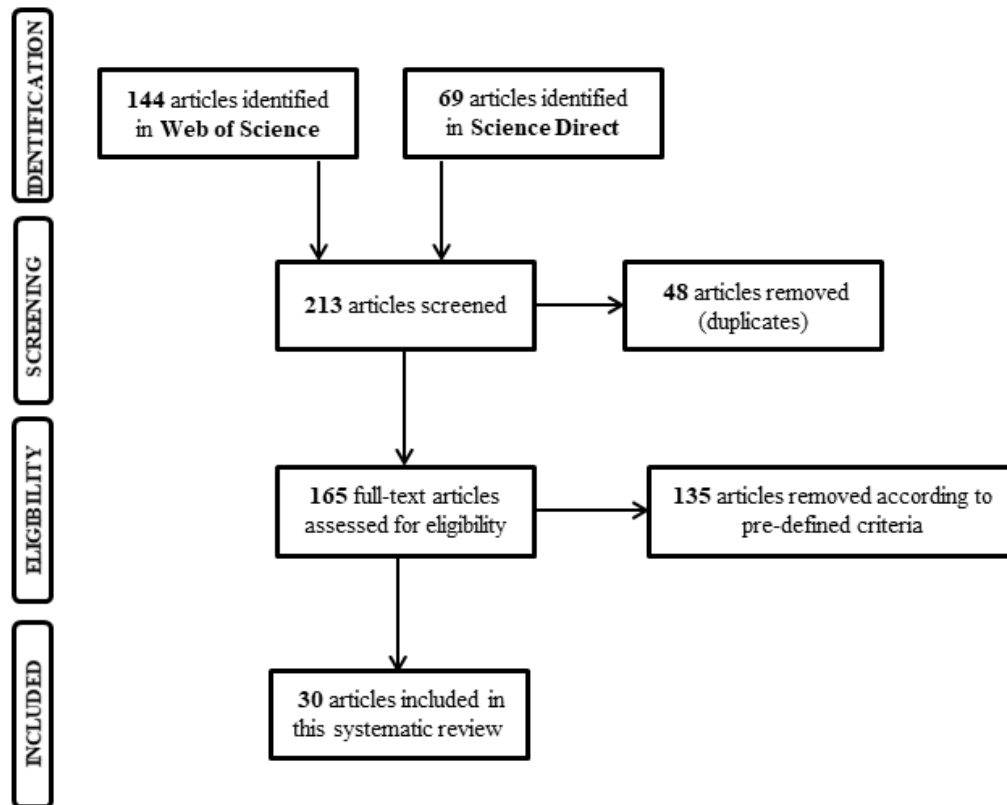 IDENTIFICATION
144 articles identified
in Web of Science
69 articles identified
in Science Direct
SCREENING
213 articles screened
48 articles removed
(duplicates)
ELIGIBILITY
165 full-text articles
assessed for eligibility
135 articles removed according to
pre-defined criteria
INCLUDED
30 articles included in
this systematic review